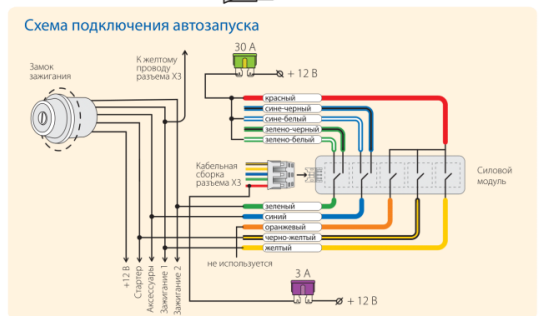 Схема подключения автозапуска
30 А
К желтому
проводу
разъема Х3
+ 12 В
Замок
зажигания
красный
сине-черный
сине-белый
зелено-черный
зелено-белый
Кабельная
сборка
разъема Х3
Силовой
модуль
зеленый
синий
оранжевый
черно-желтый
желтый
не используется
+12 В
Стартер
Аксессуары
Зажигание 1
Зажигание 2
3 А
+ 12 В